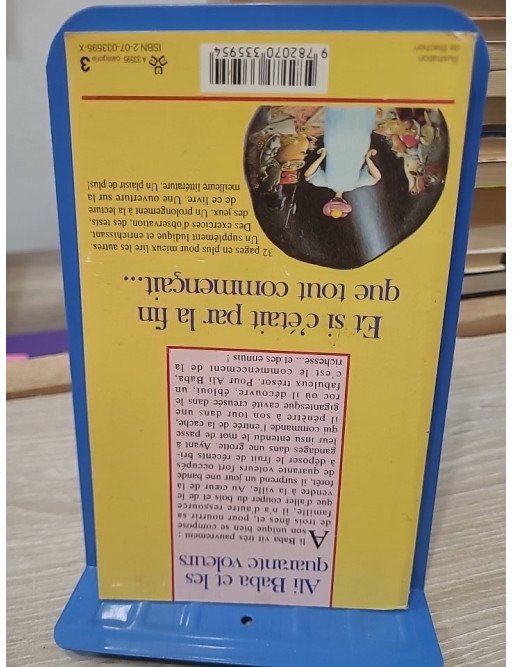 Ali Baba et les
quarante voleurs
Ali Baba vit très pauvrement :
son unique bien se compose
de trois ânes et, pour nourrir sa
famille, il n'a d'autre ressource
que d'aller couper du bois et de le
vendre à la ville. Au cœur de la
forêt, il surprend un jour une bande
de quarante voleurs fort occupés
à déposer le fruit de récents bri-
gandages dans une grotte. Ayant à
leur insu entendu le mot de passe
qui commande l'entrée de la cache,
il pénètre à son tour dans une
gigantesque cavité creusée dans le
roc où il découvre, ébloui, un
fabuleux trésor. Pour Ali Baba,
c'est le commencement de la
richesse... et des ennuis !
Et si c'était par la fin
que tout commençait...
32 pages en plus pour mieux lire les autres.
Un supplément ludique et enrichissant.
Des exercices d'observation, des tests,
des jeux. Un prolongement à la lecture
de ce livre. Une ouverture sur la
meilleure littérature. Un plaisir de plus!
Illustration
de Blachon
9 782070 335954
A 33595 catégorie 3
ISBN 2-07-033595-X